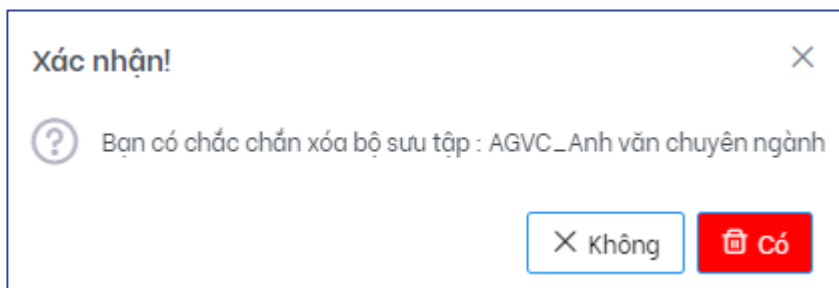 Xác nhận!
Bạn có chắc chắn xóa bộ sưu tập : AGVC_Anh văn chuyên ngành
Không
Có